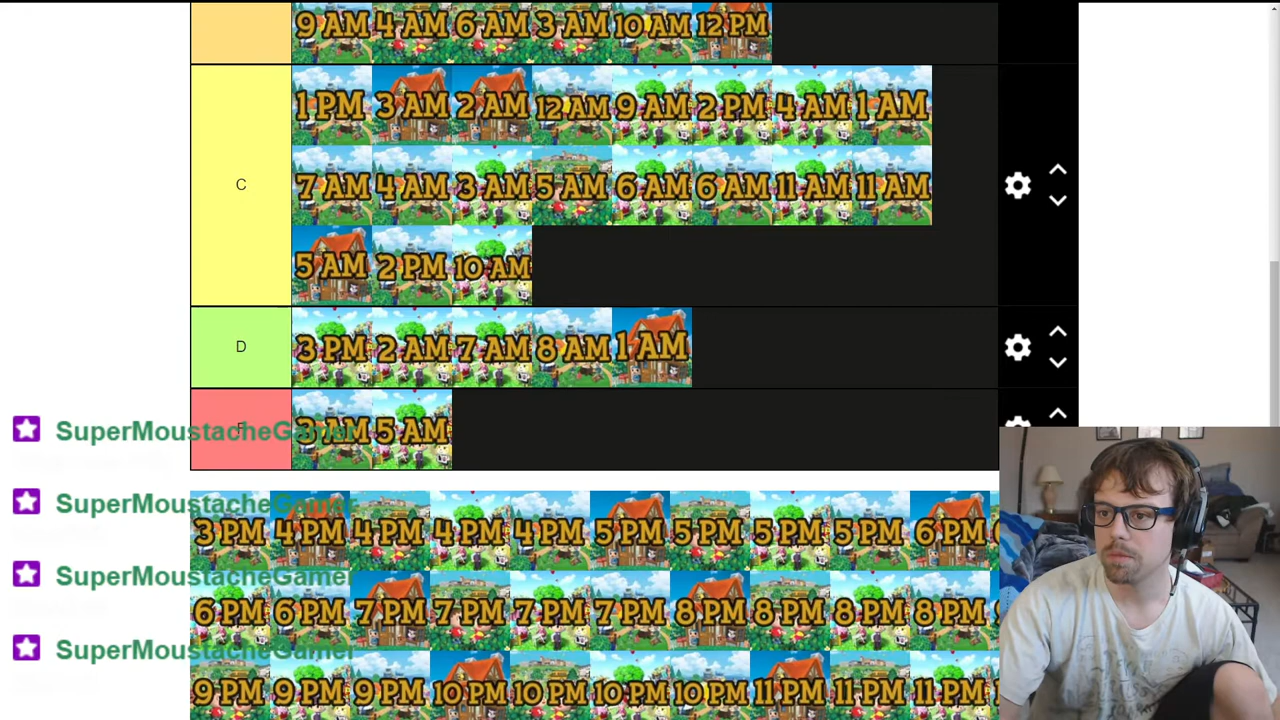 9 AM 4 AM 6 AM 3 AM 10 AM 12 PM
1 PM 3 AM 2 AM 12 AM 9 AM 2 PM 4 AM 1 AM
C
7 AM 4 AM 3 AM 5 AM 6 AM 6 AM 11 AM 11 AM
5 AM 2 PM 10 AM
D
3 PM 2 AM 7 AM 8 AM 1 AM
F
3 AM 5 AM
SuperMoustacheGamer
SuperMoustacheGamer
SuperMoustacheGamer
SuperMoustacheGamer
3 PM 4 PM 4 PM 4 PM 4 PM 5 PM 5 PM 5 PM 5 PM 6 PM
6 PM 6 PM 7 PM 7 PM 7 PM 7 PM 8 PM 8 PM 8 PM 8 PM
9 PM 9 PM 9 PM 10 PM 10 PM 10 PM 10 PM 11 PM 11 PM 11 PM